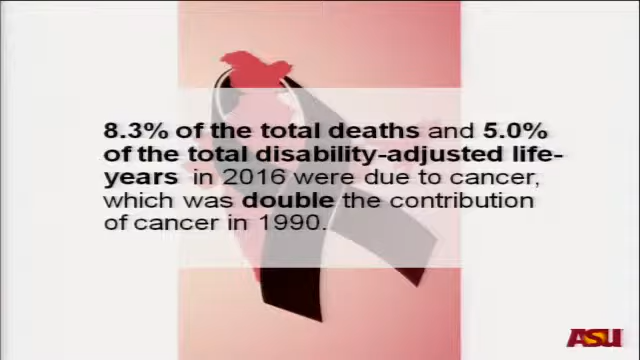 8.3% of the total deaths and 5.0%
of the total disability-adjusted life-
years in 2016 were due to cancer,
which was double the contribution
of cancer in 1990.
ASU